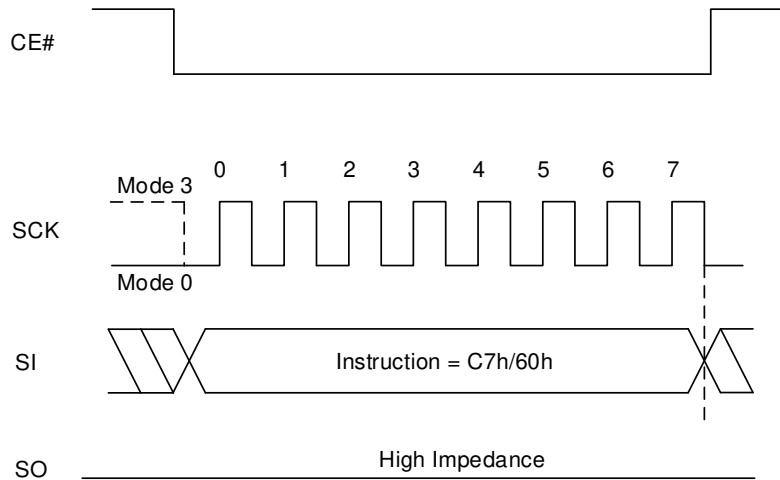 CE#
0 1 2 3 4 5 6 7
Mode 3
SCK
Mode 0
SI
Instruction = C7h/60h
SO
High Impedance